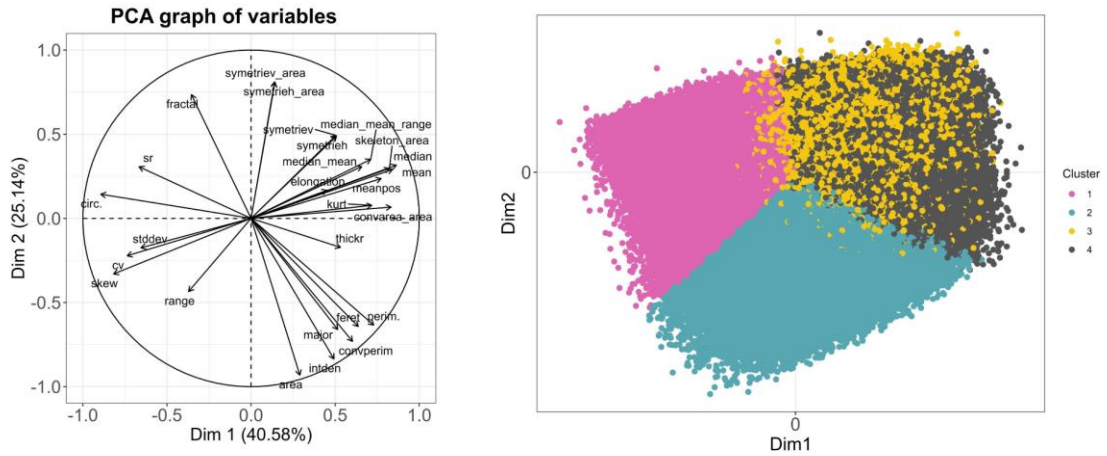 PCA graph of variables
1.0
0.5
0.0
-0.5
-1.0
Dim 2 (25.14%)
symetriev_area
symetrieh_area
fractal
symetriev
median_mean_range
symetrieh
skeleton_area
median_mean
median
sr
mean
elongation
meanpos
circ.
kurt
convarea_area
stddev
thickr
cv
skew
range
feret
perim.
major
convperim
intden
area
-1.0 -0.5 0.0 0.5 1.0
Dim 1 (40.58%)
Dim2
0
0
Dim1
Cluster
1
2
3
4